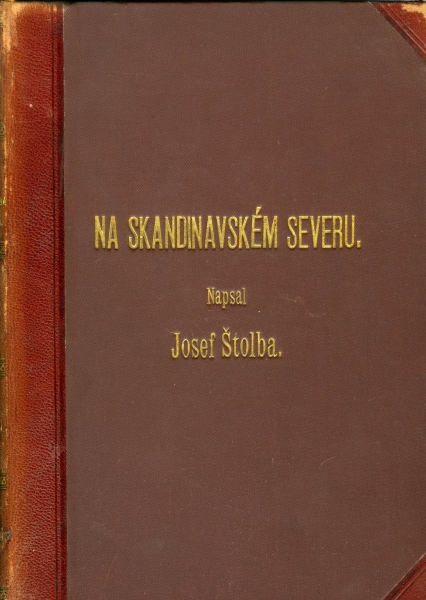 NA SKANDINAVSKÉM SEVERU.
Napsal
Josef Štolba.